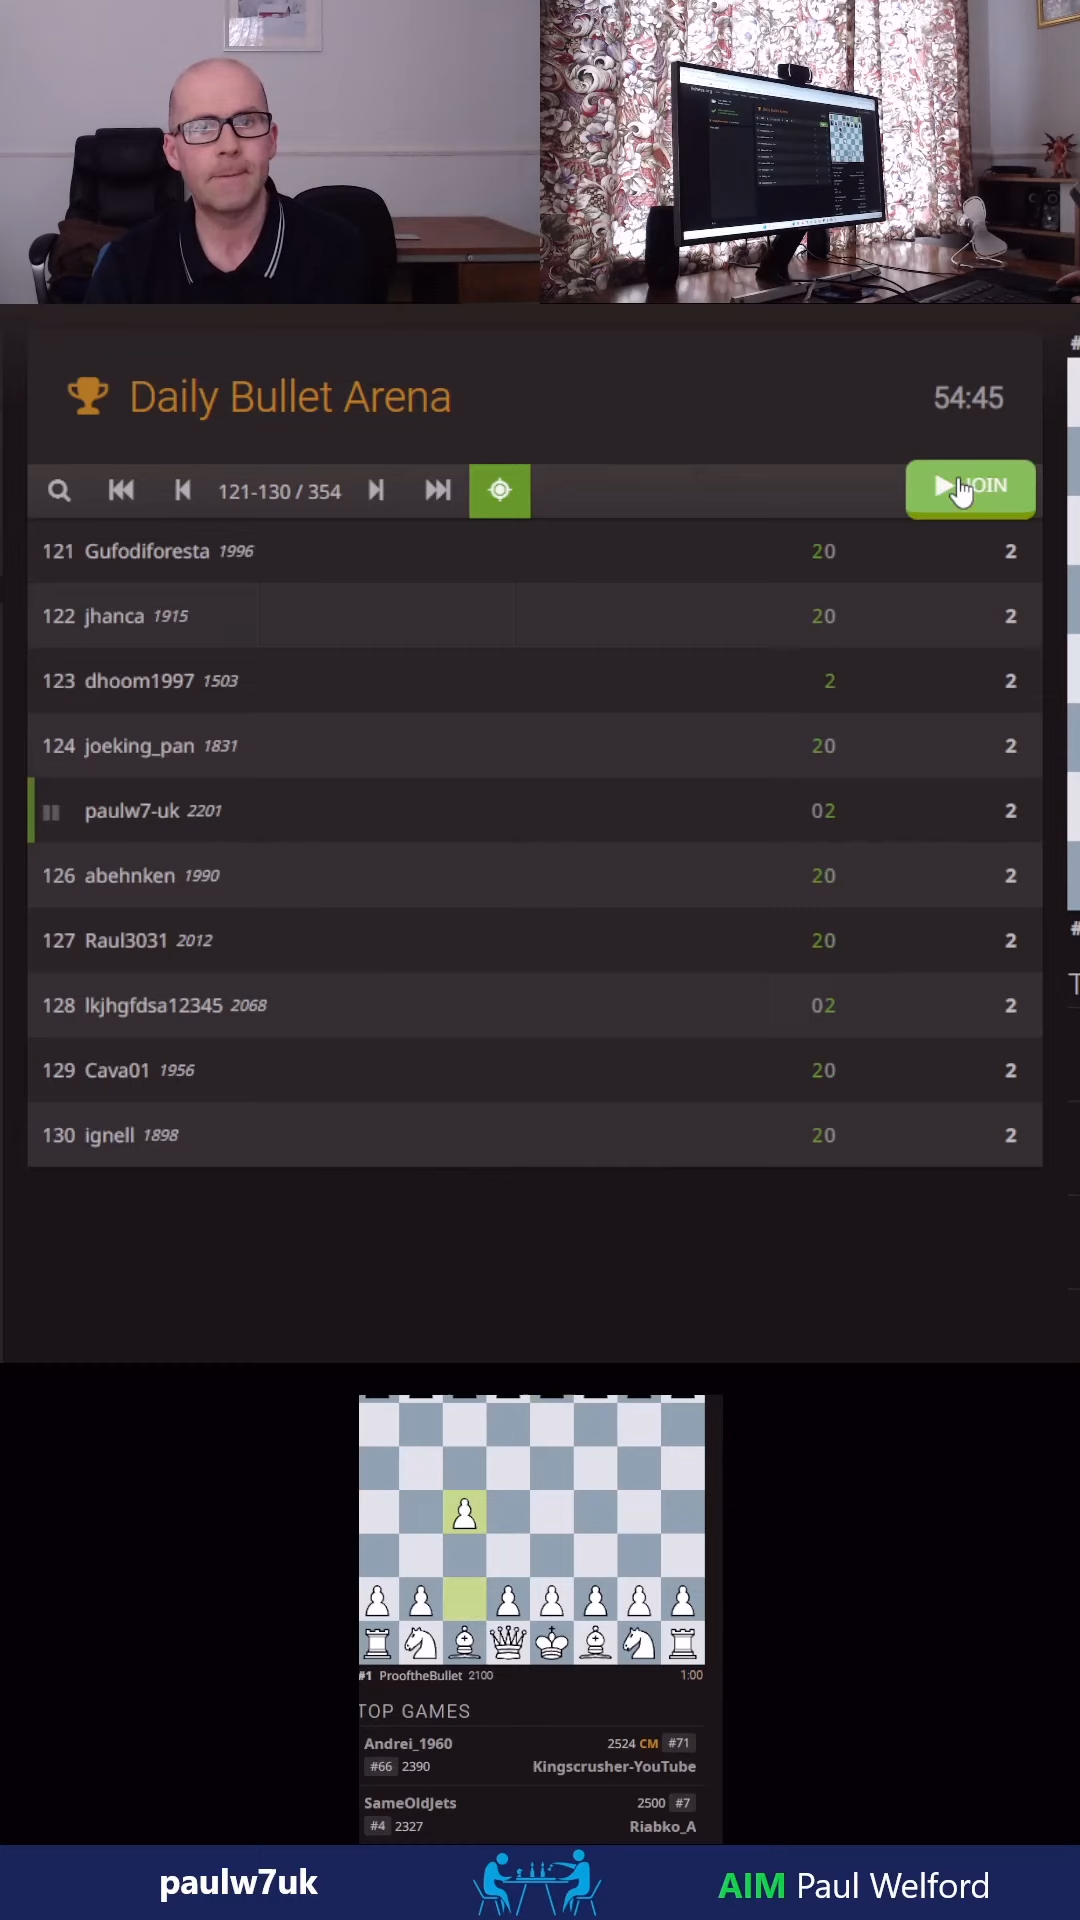 Daily Bullet Arena 54:45
121-130 / 354 JOIN
121 Gufodiforesta 1996 20 2
122 jhanca 1915 20 2
123 dhoom1997 1503 2 2
124 joeking_pan 1831 20 2
paulw7-uk 2201 02 2
126 abehnken 1990 20 2
127 Raul3031 2012 20 2
128 lkjhgfdsa12345 2068 02 2
129 Cava01 1956 20 2
130 ignell 1898 20 2
#1 ProoftheBullet 2100 1:00
TOP GAMES
Andrei_1960 2524 CM #71
#66 2390 Kingscrusher-YouTube
SameOldJets 2500 #7
#4 2327 Riabko_A
paulw7uk AIM Paul Welford